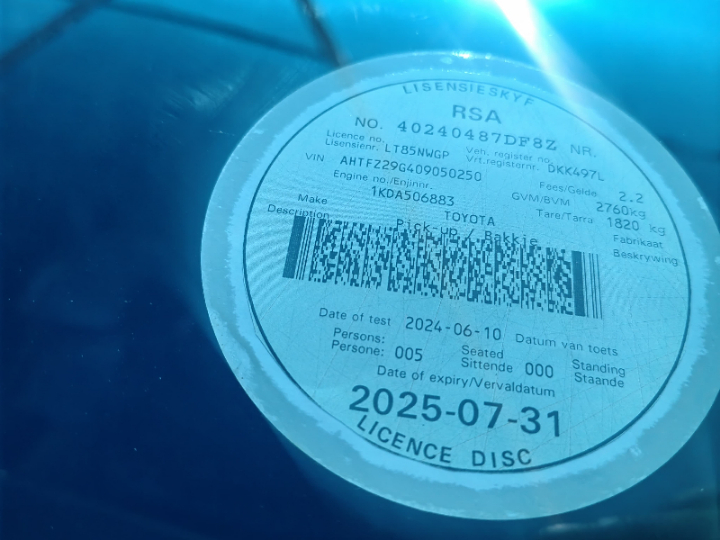 LISENSIESKYF
RSA
NO. 40240487DF8Z NR.
Licence no. Veh. register no.
Lisensienr. LT85NWGP Vrt.registernr. DKK497L
VIN AHTFZ29G409050250 Fees/Gelde 2.2
Engine no./Enjinnr. GVM/BVM 2760kg
1KDA506883 Tare/Tarra 1820 kg
Make TOYOTA Fabrikaat
Description Pick-up / Bakkie Beskrywing
Date of test 2024-06-10 Datum van toets
Persons: Seated Standing
Persone: 005 Sittende 000 Staande
Date of expiry/Vervaldatum
2025-07-31
LICENCE DISC